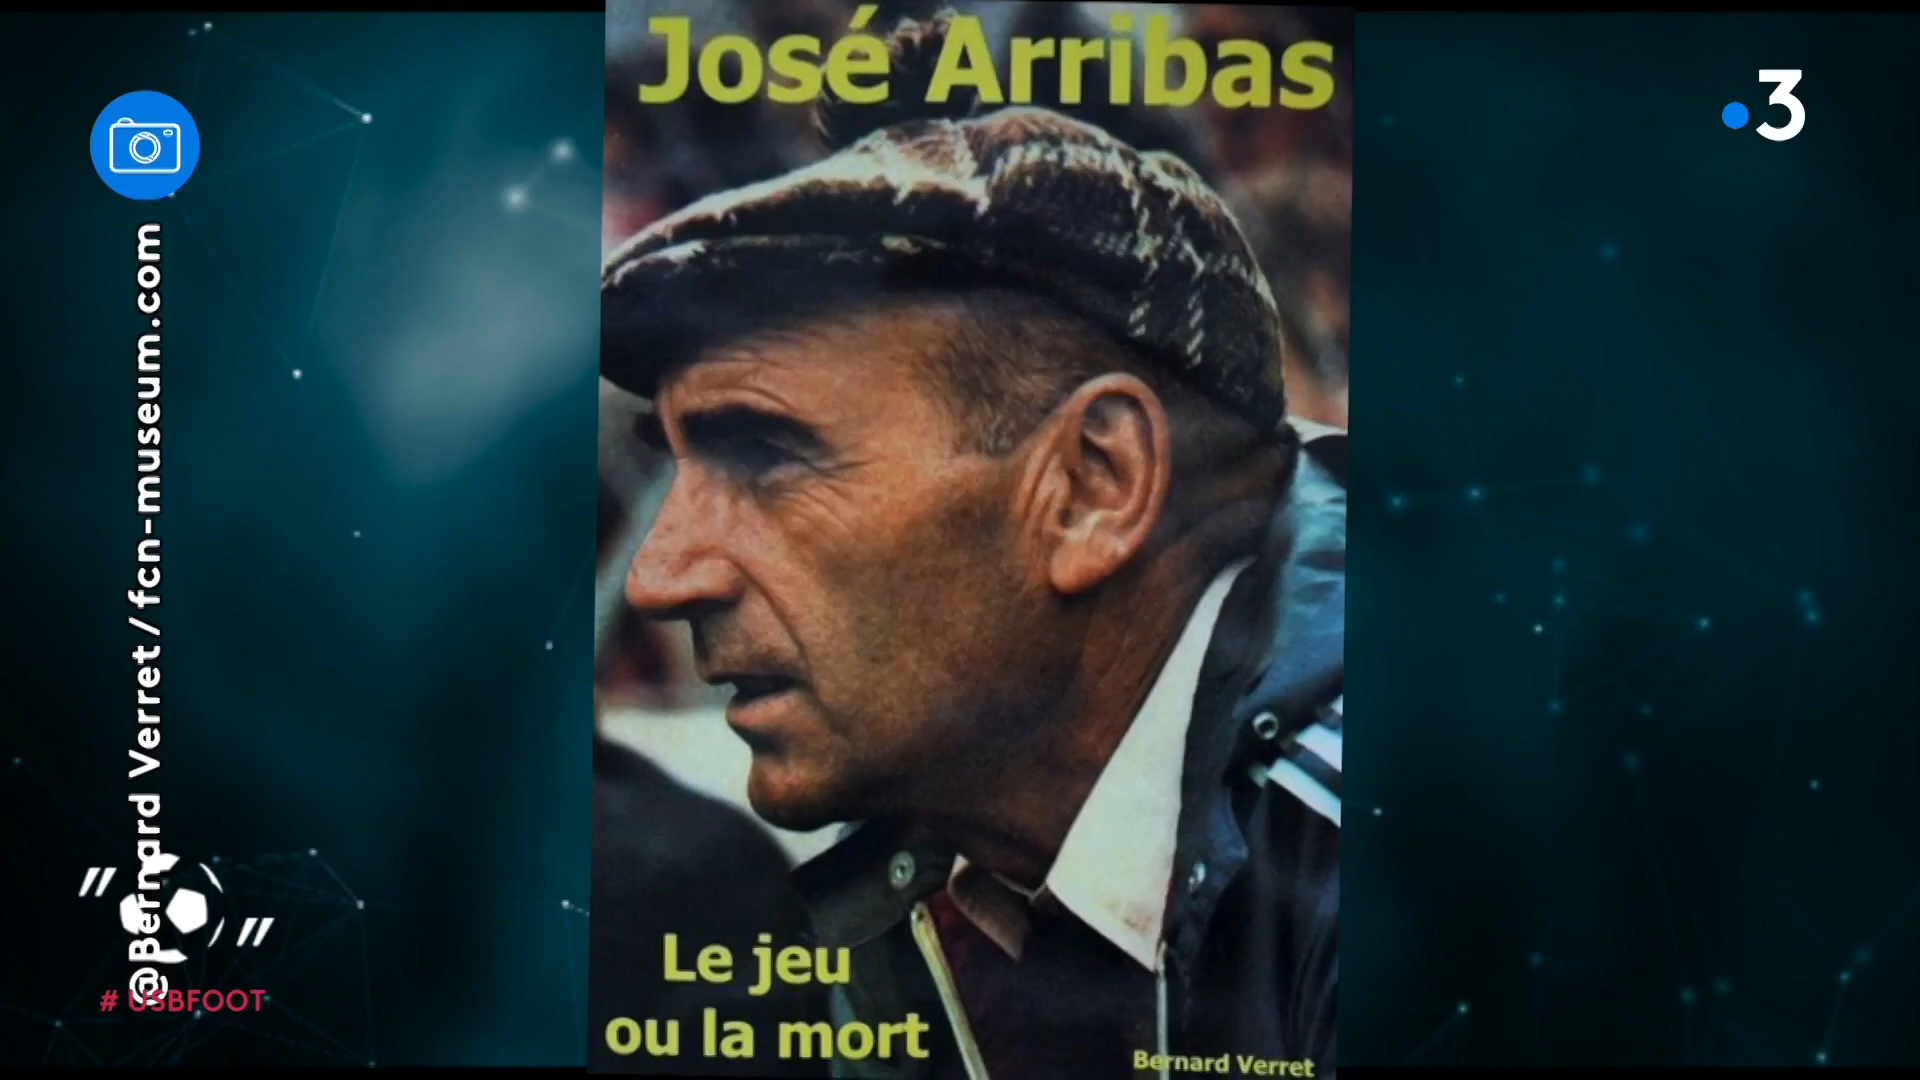 José Arribas
3
@Bernard Verret / fcn-museum.com
Le jeu
ou la mort
Bernard Verret
" "
# USBFOOT